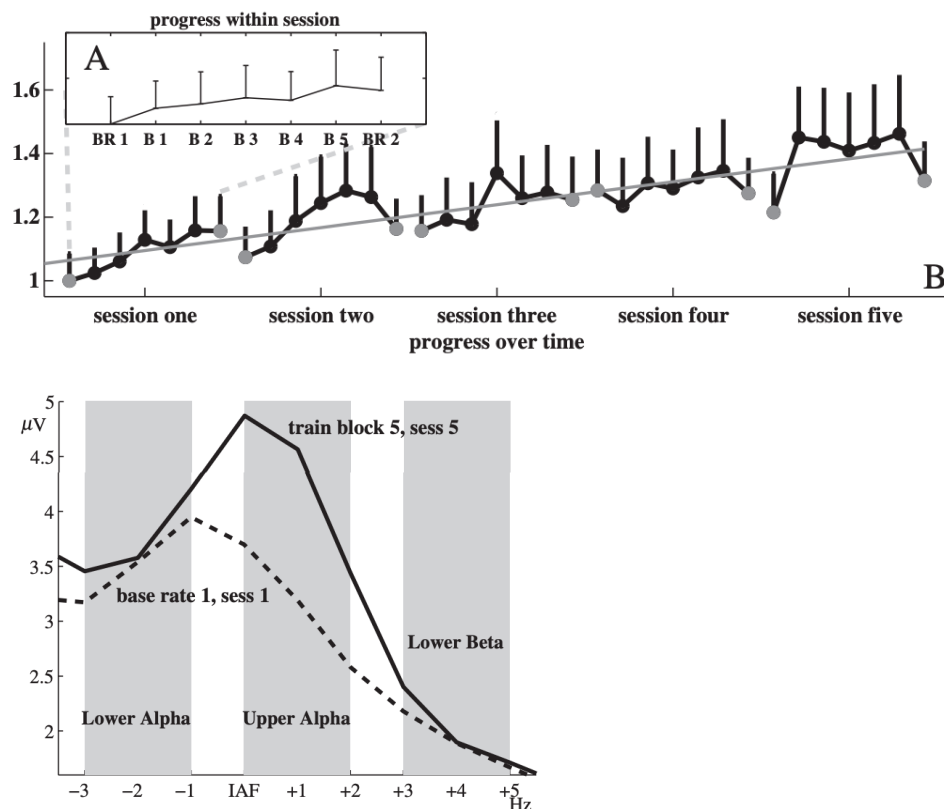 progress within session
A
BR 1 B 1 B 2 B 3 B 4 B 5 BR 2
1.6
1.4
1.2
1
B
session one session two session three session four session five
progress over time
5
µV
4.5
4
3.5
3
2.5
2
train block 5, sess 5
base rate 1, sess 1
Lower Beta
Lower Alpha Upper Alpha
−3 −2 −1 IAF +1 +2 +3 +4 +5
Hz